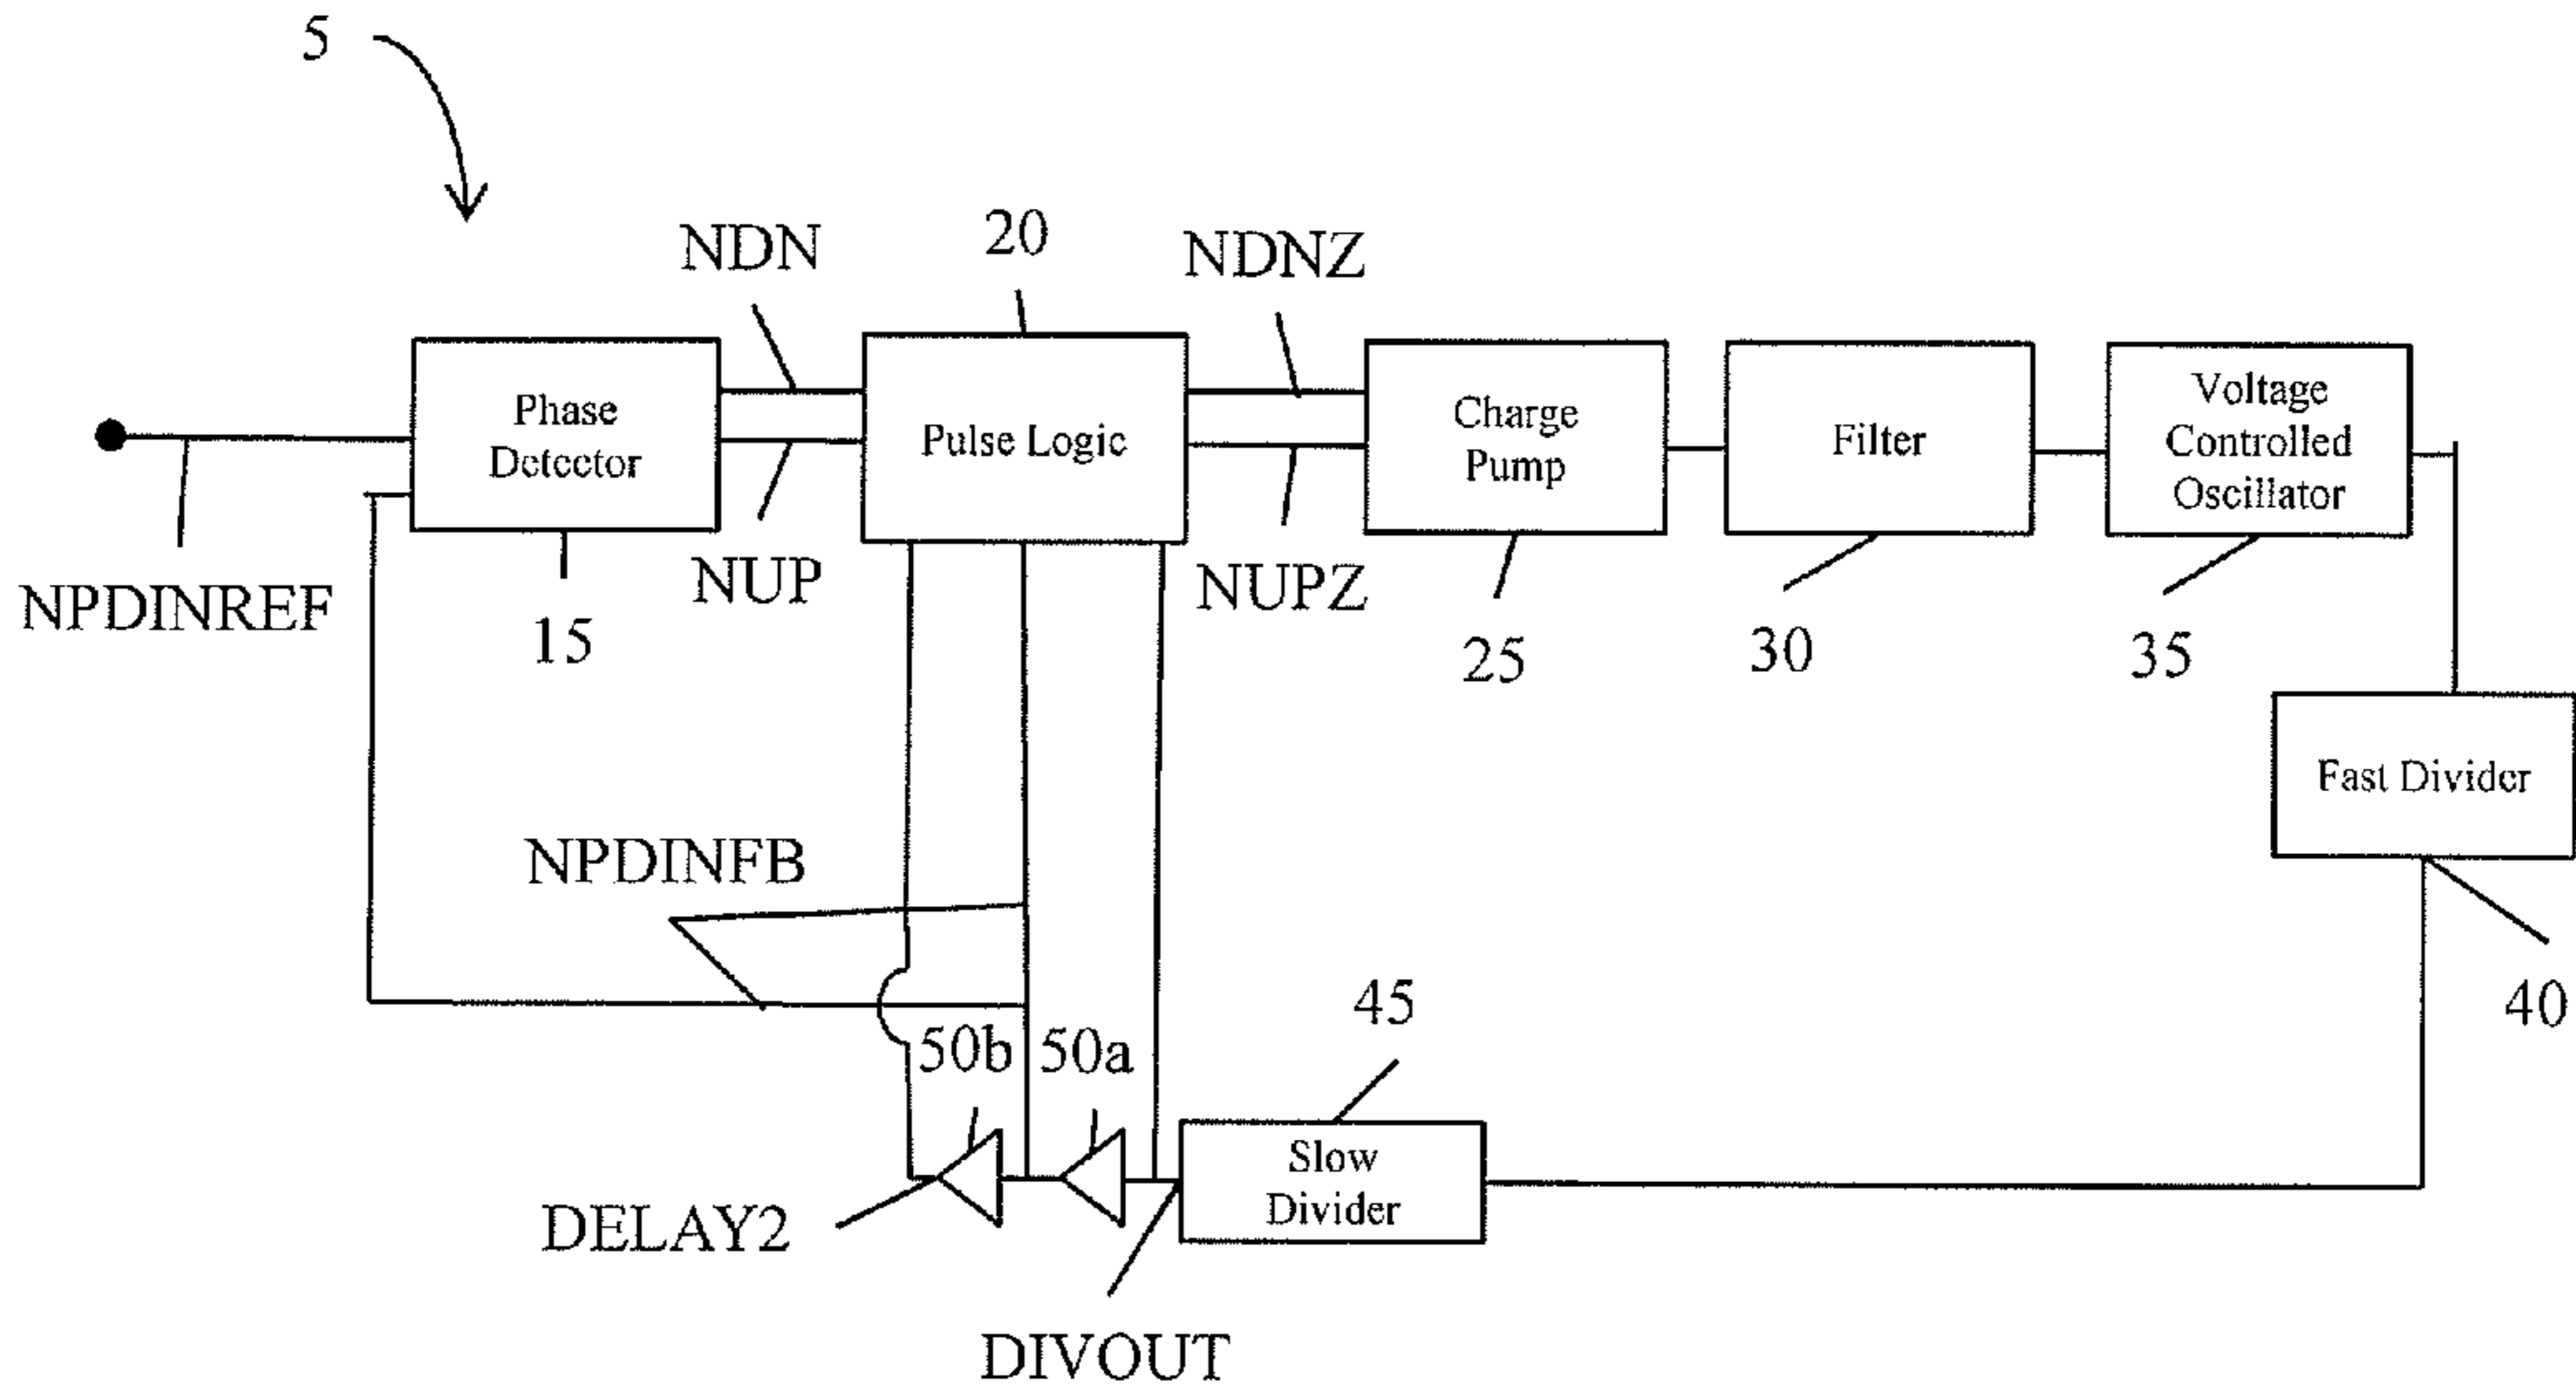 5
NDN
20
NDNZ
Phase
Detector
Pulse Logic
Charge
Pump
Filter
Voltage
Controlled
Oscillator
NPDINREF
15
NUP
NUPZ
25
30
35
Fast Divider
NPDINFB
40
50b
50a
45
Slow
Divider
DELAY2
DIVOUT